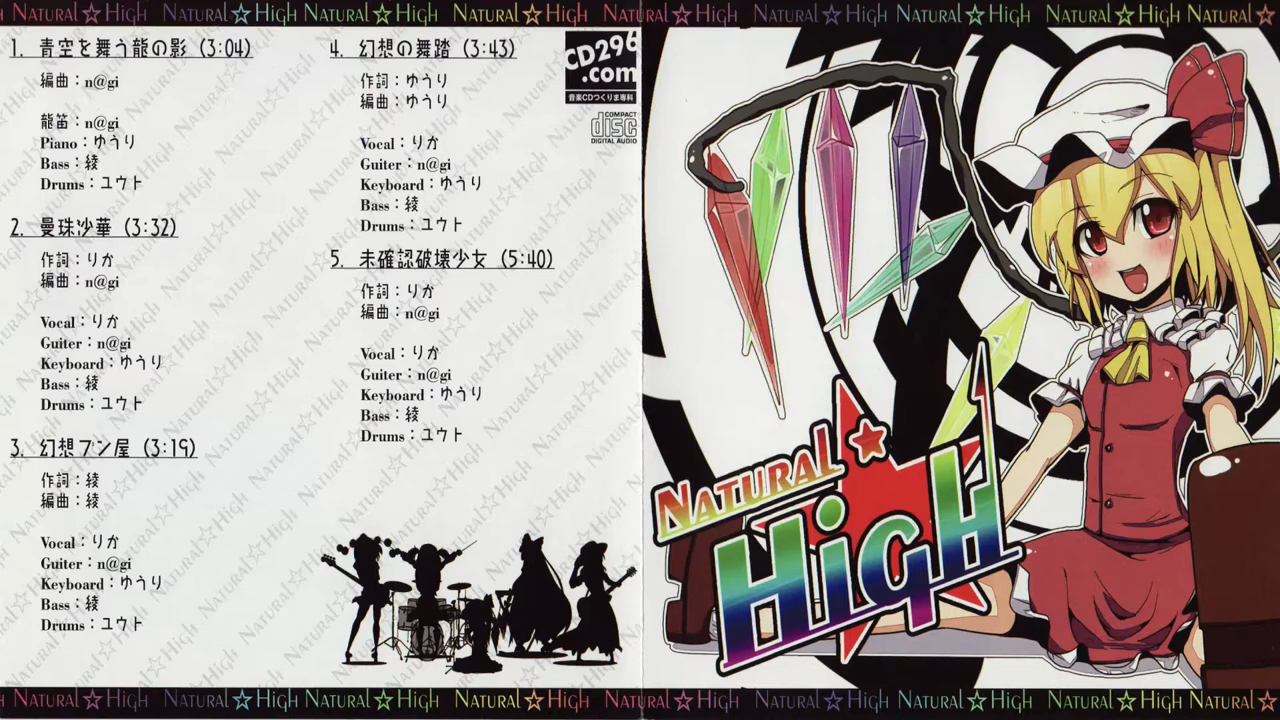 NATURAL☆HIGH NATURAL☆HIGH NATURAL☆HIGH NATURAL☆HIGH NATURAL☆HIGH NATURAL☆HIGH NATURAL☆HIGH NATURAL☆HIGH NATURAL☆
1. 青空を舞う龍の影 (3:04)
編曲：n@gi
龍笛：n@gi
Piano：ゆうり
Bass：綾
Drums：ユウト
2. 曼珠沙華 (3:32)
作詞：りか
編曲：n@gi
Vocal：りか
Guiter：n@gi
Keyboard：ゆうり
Bass：綾
Drums：ユウト
3. 幻想ブン屋 (3:19)
作詞：綾
編曲：綾
Vocal：りか
Guiter：n@gi
Keyboard：ゆうり
Bass：綾
Drums：ユウト
4. 幻想の舞踏 (3:43)
作詞：ゆうり
編曲：ゆうり
Vocal：りか
Guiter：n@gi
Keyboard：ゆうり
Bass：綾
Drums：ユウト
5. 未確認破壊少女 (5:40)
作詞：りか
編曲：n@gi
Vocal：りか
Guiter：n@gi
Keyboard：ゆうり
Bass：綾
Drums：ユウト
CD296
.com
音楽CDつくりま専科
COMPACT
disc
DIGITAL AUDIO
NATURAL★
HigH
NATURAL☆HIGH NATURAL☆HIGH NATURAL☆HIGH NATURAL☆HIGH NATURAL☆HIGH NATURAL☆HIGH NATURAL☆HIGH NATURAL☆HIGH NATURAL☆